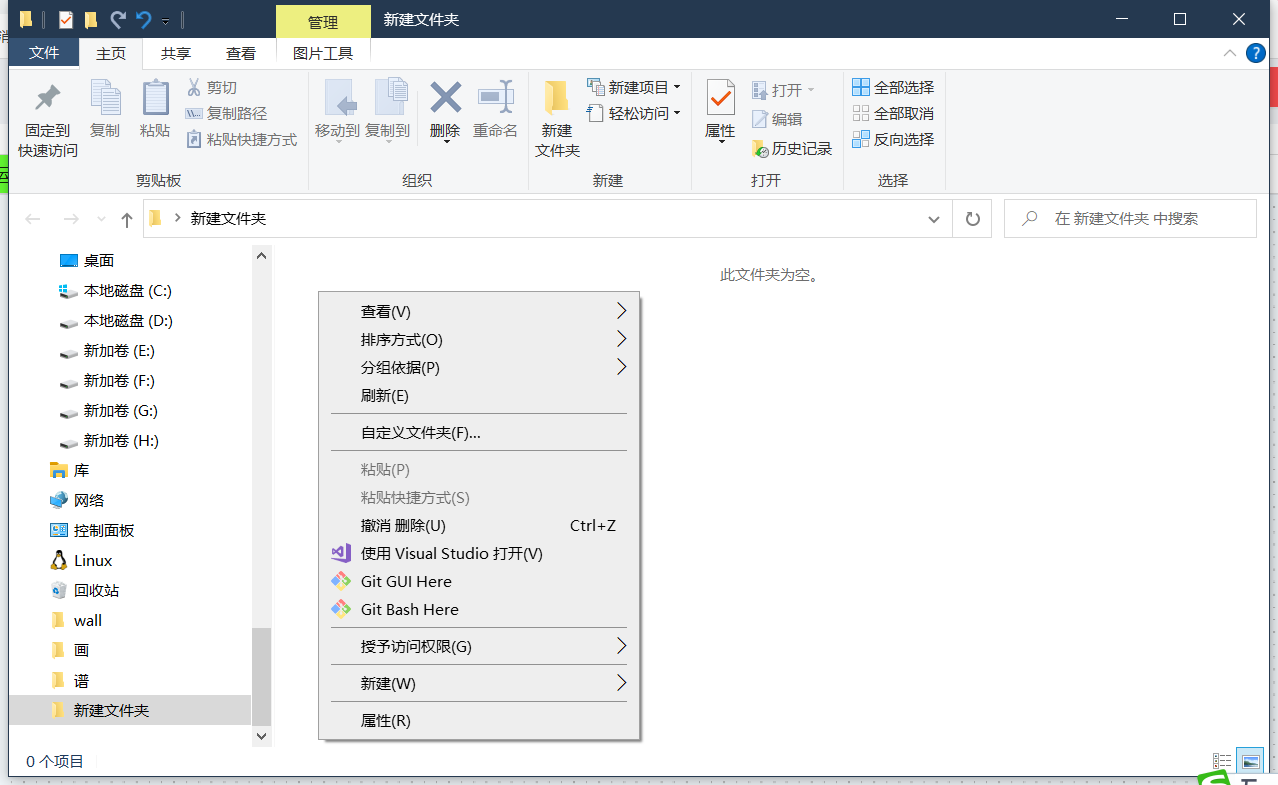 管理
新建文件夹
文件
主页
共享
查看
图片工具
固定到
快速访问
复制
粘贴
剪切
复制路径
粘贴快捷方式
剪贴板
移动到
复制到
删除
重命名
组织
新建
文件夹
新建项目
轻松访问
新建
属性
打开
编辑
历史记录
打开
全部选择
全部取消
反向选择
选择
新建文件夹
在 新建文件夹 中搜索
桌面
本地磁盘 (C:)
本地磁盘 (D:)
新加卷 (E:)
新加卷 (F:)
新加卷 (G:)
新加卷 (H:)
库
网络
控制面板
Linux
回收站
wall
画
谱
新建文件夹
此文件夹为空。
查看(V)
排序方式(O)
分组依据(P)
刷新(E)
自定义文件夹(F)...
粘贴(P)
粘贴快捷方式(S)
撤消 删除(U) Ctrl+Z
使用 Visual Studio 打开(V)
Git GUI Here
Git Bash Here
授予访问权限(G)
新建(W)
属性(R)
0 个项目